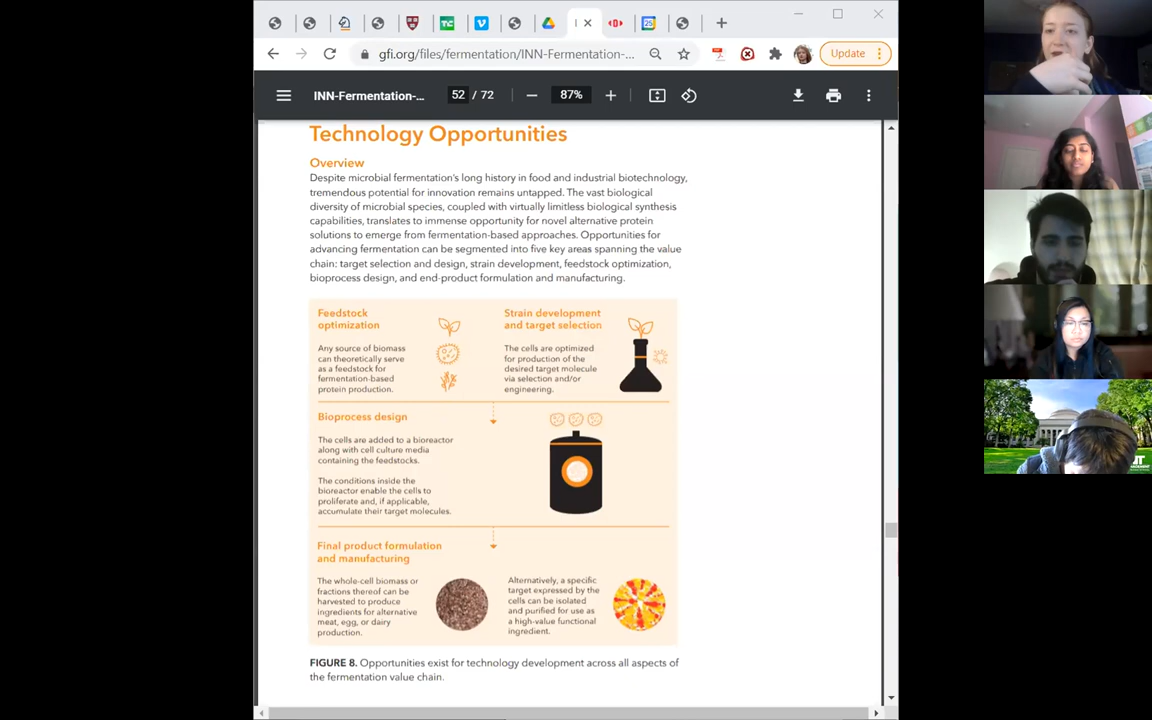 gfi.org/files/fermentation/INN-Fermentation-...
Update
INN-Fermentation-...
52 / 72
87%
Technology Opportunities
Overview
Despite microbial fermentation's long history in food and industrial biotechnology,
tremendous potential for innovation remains untapped. The vast biological
diversity of microbial species, coupled with virtually limitless biological synthesis
capabilities, translates to immense opportunity for novel alternative protein
solutions to emerge from fermentation-based approaches. Opportunities for
advancing fermentation can be segmented into five key areas spanning the value
chain: target selection and design, strain development, feedstock optimization,
bioprocess design, and end-product formulation and manufacturing.
Feedstock
optimization
Any source of biomass
can theoretically serve
as a feedstock for
fermentation-based
protein production.
Strain development
and target selection
The cells are optimized
for production of the
desired target molecule
via selection and/or
engineering.
Bioprocess design
The cells are added to a bioreactor
along with cell culture media
containing the feedstocks.
The conditions inside the
bioreactor enable the cells to
proliferate and, if applicable,
accumulate their target molecules.
Final product formulation
and manufacturing
The whole-cell biomass or
fractions thereof can be
harvested to produce
ingredients for alternative
meat, egg, or dairy
production.
Alternatively, a specific
target expressed by the
cells can be isolated
and purified for use as
a high-value functional
ingredient.
FIGURE 8. Opportunities exist for technology development across all aspects of
the fermentation value chain.